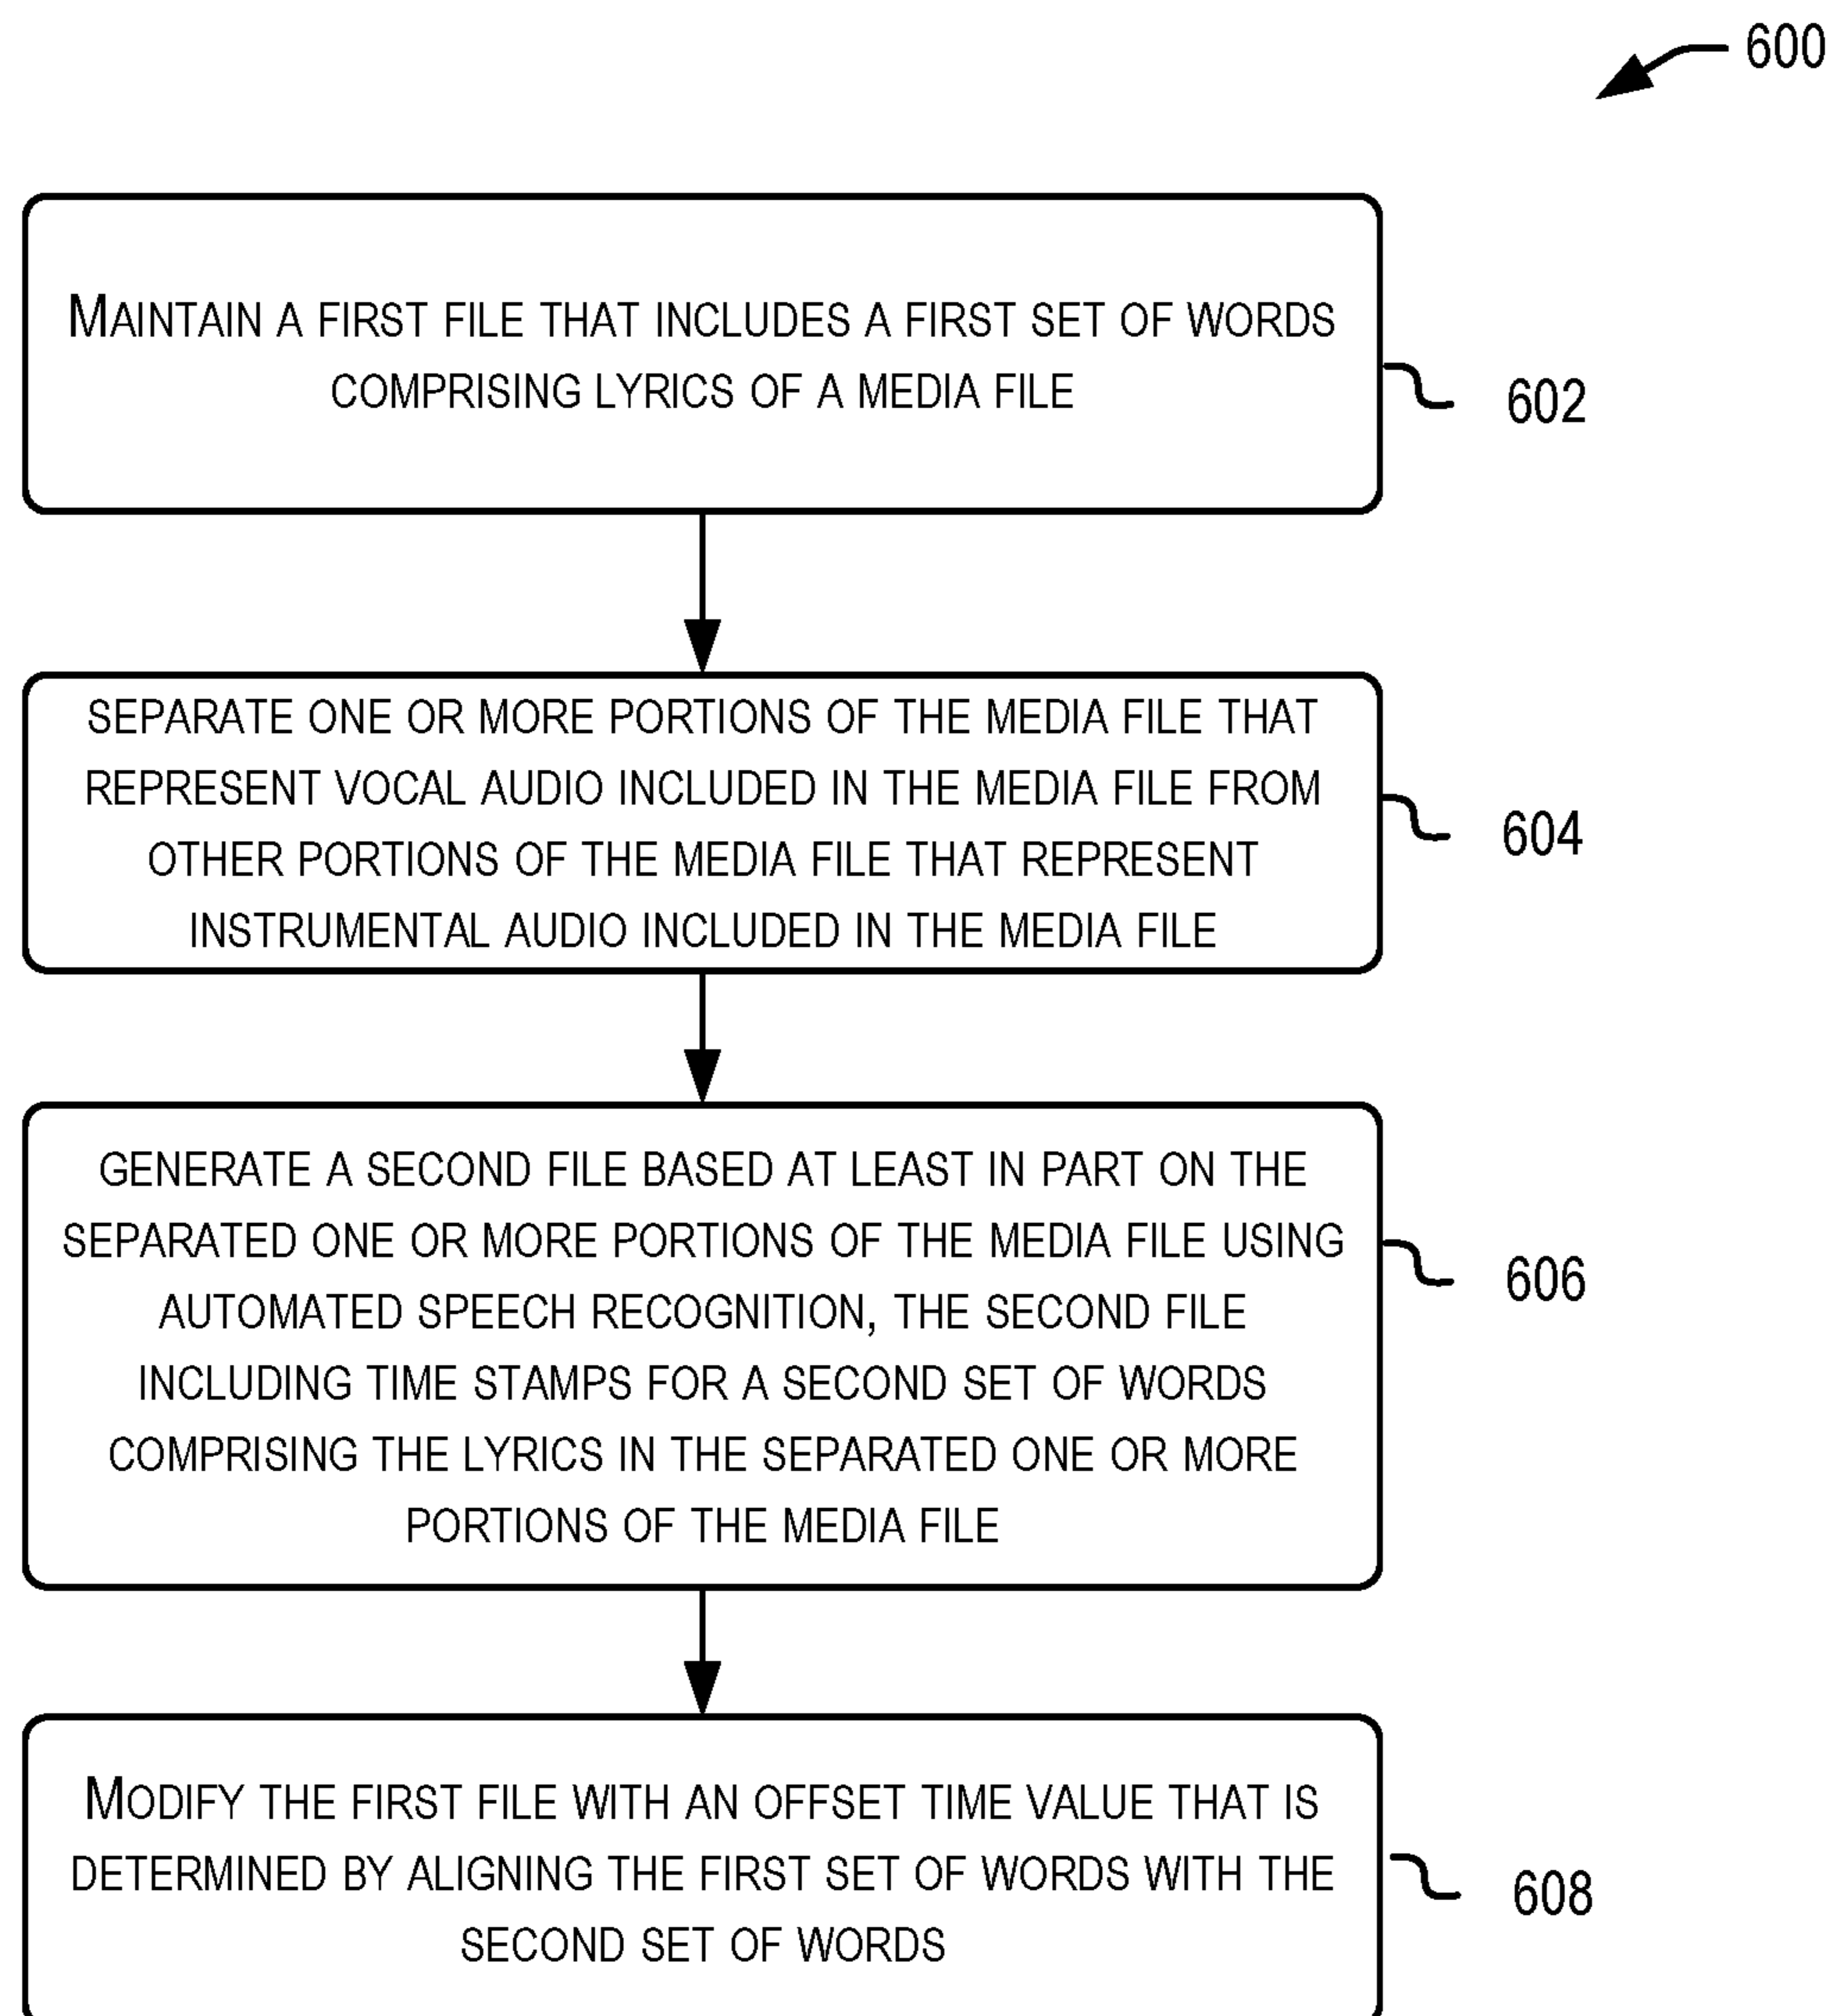 600
MAINTAIN A FIRST FILE THAT INCLUDES A FIRST SET OF WORDS
COMPRISING LYRICS OF A MEDIA FILE
602
SEPARATE ONE OR MORE PORTIONS OF THE MEDIA FILE THAT
REPRESENT VOCAL AUDIO INCLUDED IN THE MEDIA FILE FROM
OTHER PORTIONS OF THE MEDIA FILE THAT REPRESENT
INSTRUMENTAL AUDIO INCLUDED IN THE MEDIA FILE
604
GENERATE A SECOND FILE BASED AT LEAST IN PART ON THE
SEPARATED ONE OR MORE PORTIONS OF THE MEDIA FILE USING
AUTOMATED SPEECH RECOGNITION, THE SECOND FILE
INCLUDING TIME STAMPS FOR A SECOND SET OF WORDS
COMPRISING THE LYRICS IN THE SEPARATED ONE OR MORE
PORTIONS OF THE MEDIA FILE
606
MODIFY THE FIRST FILE WITH AN OFFSET TIME VALUE THAT IS
DETERMINED BY ALIGNING THE FIRST SET OF WORDS WITH THE
SECOND SET OF WORDS
608